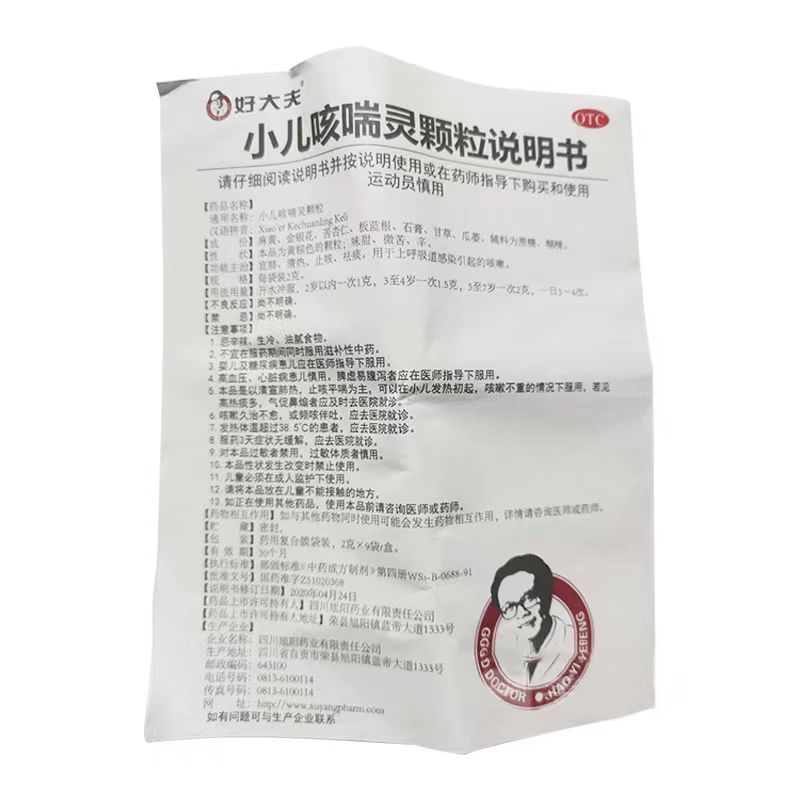 好大夫
OTC
小儿咳喘灵颗粒说明书
请仔细阅读说明书并按说明使用或在药师指导下购买和使用
运动员慎用
【药品名称】
通用名称：小儿咳喘灵颗粒
汉语拼音：Xiao'er Kechuanling Keli
【成　份】麻黄、金银花、苦杏仁、板蓝根、石膏、甘草、瓜蒌。辅料为蔗糖、糊精。
【性　状】本品为黄棕色的颗粒；味甜、微苦、辛。
【功能主治】宣肺、清热，止咳、祛痰。用于上呼吸道感染引起的咳嗽。
【规　格】每袋装2克。
【用法用量】开水冲服，2岁以内一次1克，3至4岁一次1.5克，5至7岁一次2克，一日3～4次。
【不良反应】尚不明确。
【禁　忌】尚不明确。
【注意事项】
1. 忌辛辣、生冷、油腻食物。
2. 不宜在服药期间同时服用滋补性中药。
3. 婴儿及糖尿病患儿应在医师指导下服用。
4. 高血压、心脏病患儿慎用，脾虚易腹泻者应在医师指导下服用。
5. 本品是以清宣肺热，止咳平喘为主，可以在小儿发热初起，咳嗽不重的情况下服用，若见
高热痰多，气促鼻煽者应及时去医院就诊。
6. 咳嗽久治不愈，或频咳伴吐，应去医院就诊。
7. 发热体温超过38.5℃的患者，应去医院就诊。
8. 服药3天症状无缓解，应去医院就诊。
9. 对本品过敏者禁用，过敏体质者慎用。
10. 本品性状发生改变时禁止使用。
11. 儿童必须在成人监护下使用。
12. 请将本品放在儿童不能接触的地方。
13. 如正在使用其他药品，使用本品前请咨询医师或药师。
【药物相互作用】如与其他药物同时使用可能会发生药物相互作用，详情请咨询医师或药师。
【贮　藏】密封。
【包　装】药用复合膜袋装，2克×9袋/盒。
【有 效 期】30个月
【执行标准】部颁标准《中药成方制剂》第四册WS₃-B-0688-91
【批准文号】国药准字Z51020308
【说明书修订日期】2020年04月24日
【药品上市许可持有人】四川旭阳药业有限责任公司
【药品上市许可持有人地址】荣县旭阳镇蓝帝大道1333号
【生产企业】
企业名称：四川旭阳药业有限责任公司
生产地址：四川省自贡市荣县旭阳镇蓝帝大道1333号
邮政编码：643100
电话号码：0813-6100114
传真号码：0813-6100114
网　址：http://www.xuyangpharm.com
如有问题可与生产企业联系
GGGD DOCTOR ● HAO YI YEBENG